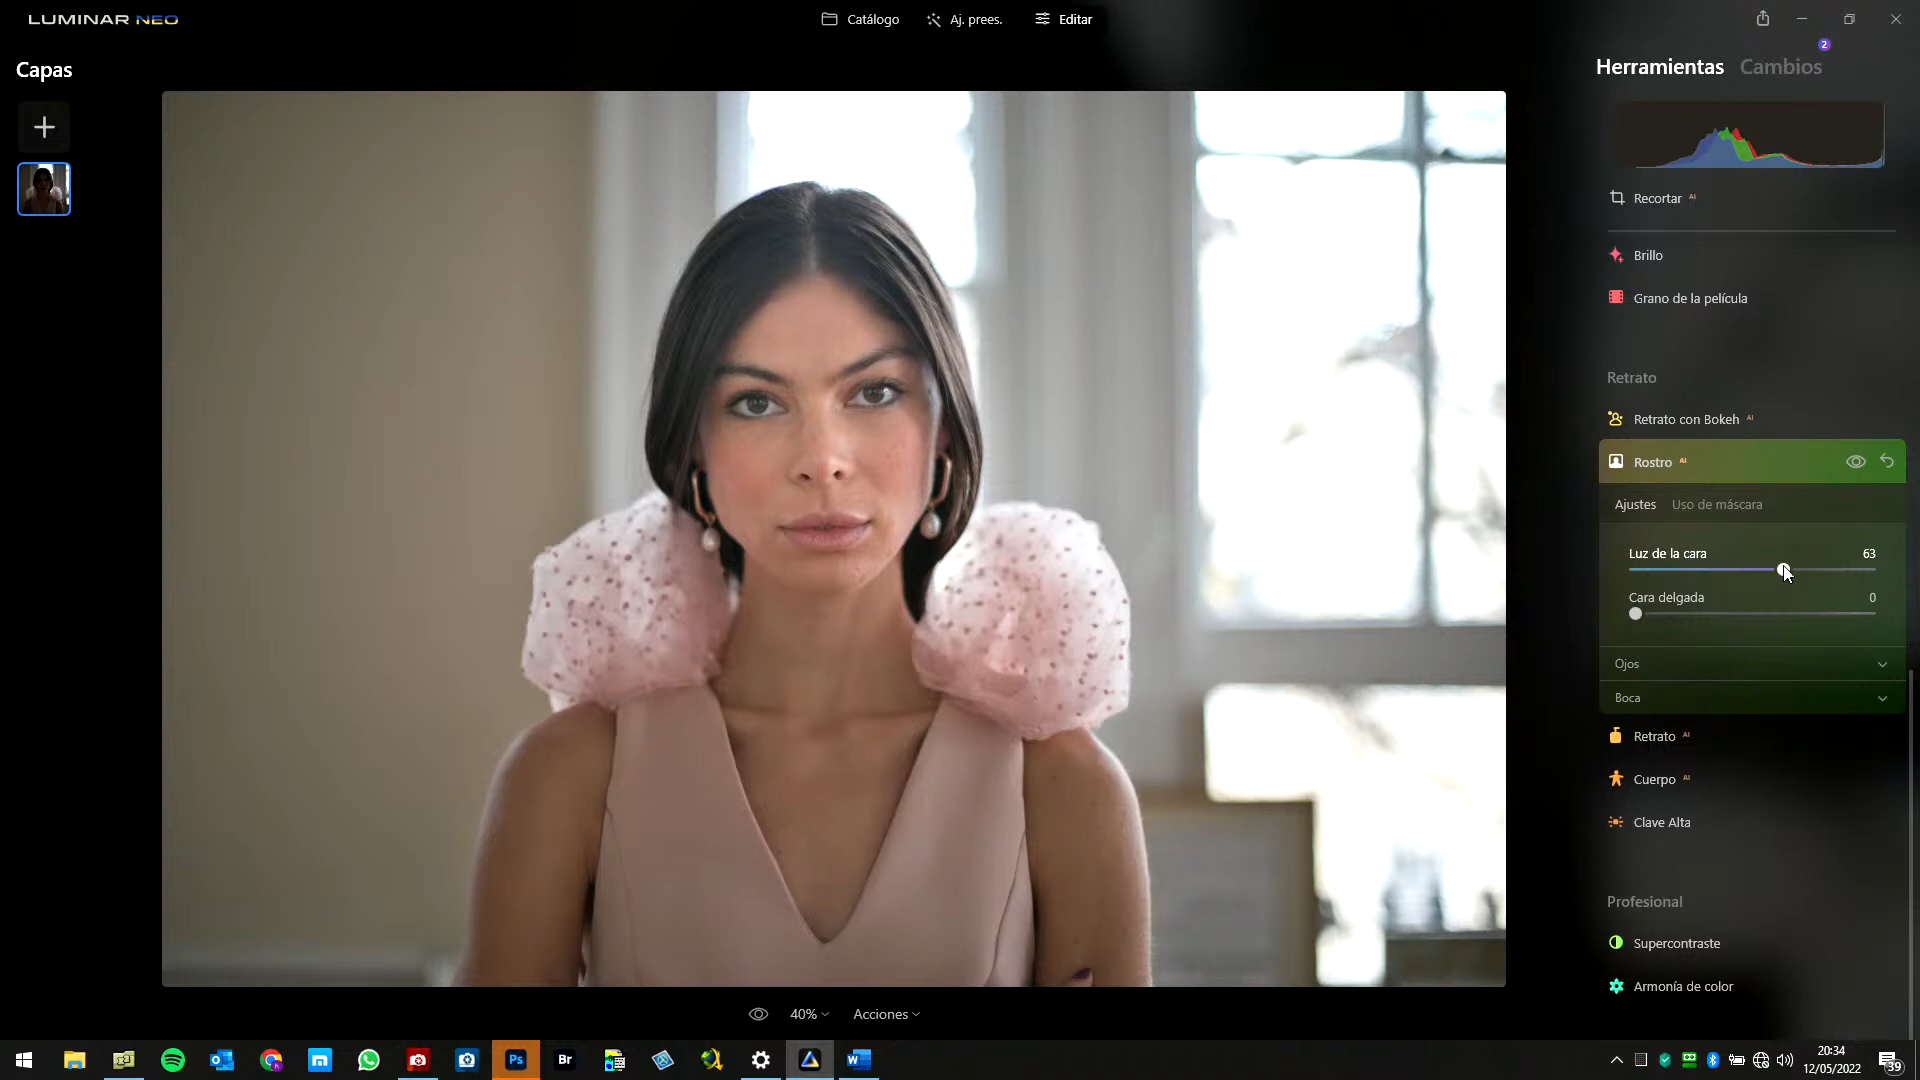 LUMINAR NEO
Catálogo
Aj. prees.
Editar
Capas
2
Herramientas Cambios
Recortar AI
Brillo
Grano de la película
Retrato
Retrato con Bokeh AI
Rostro AI
Ajustes Uso de máscara
Luz de la cara 63
Cara delgada 0
Ojos
Boca
Retrato AI
Cuerpo AI
Clave Alta
Profesional
Supercontraste
Armonía de color
40%
Acciones
Ps
Br
20:34
12/05/2022
39